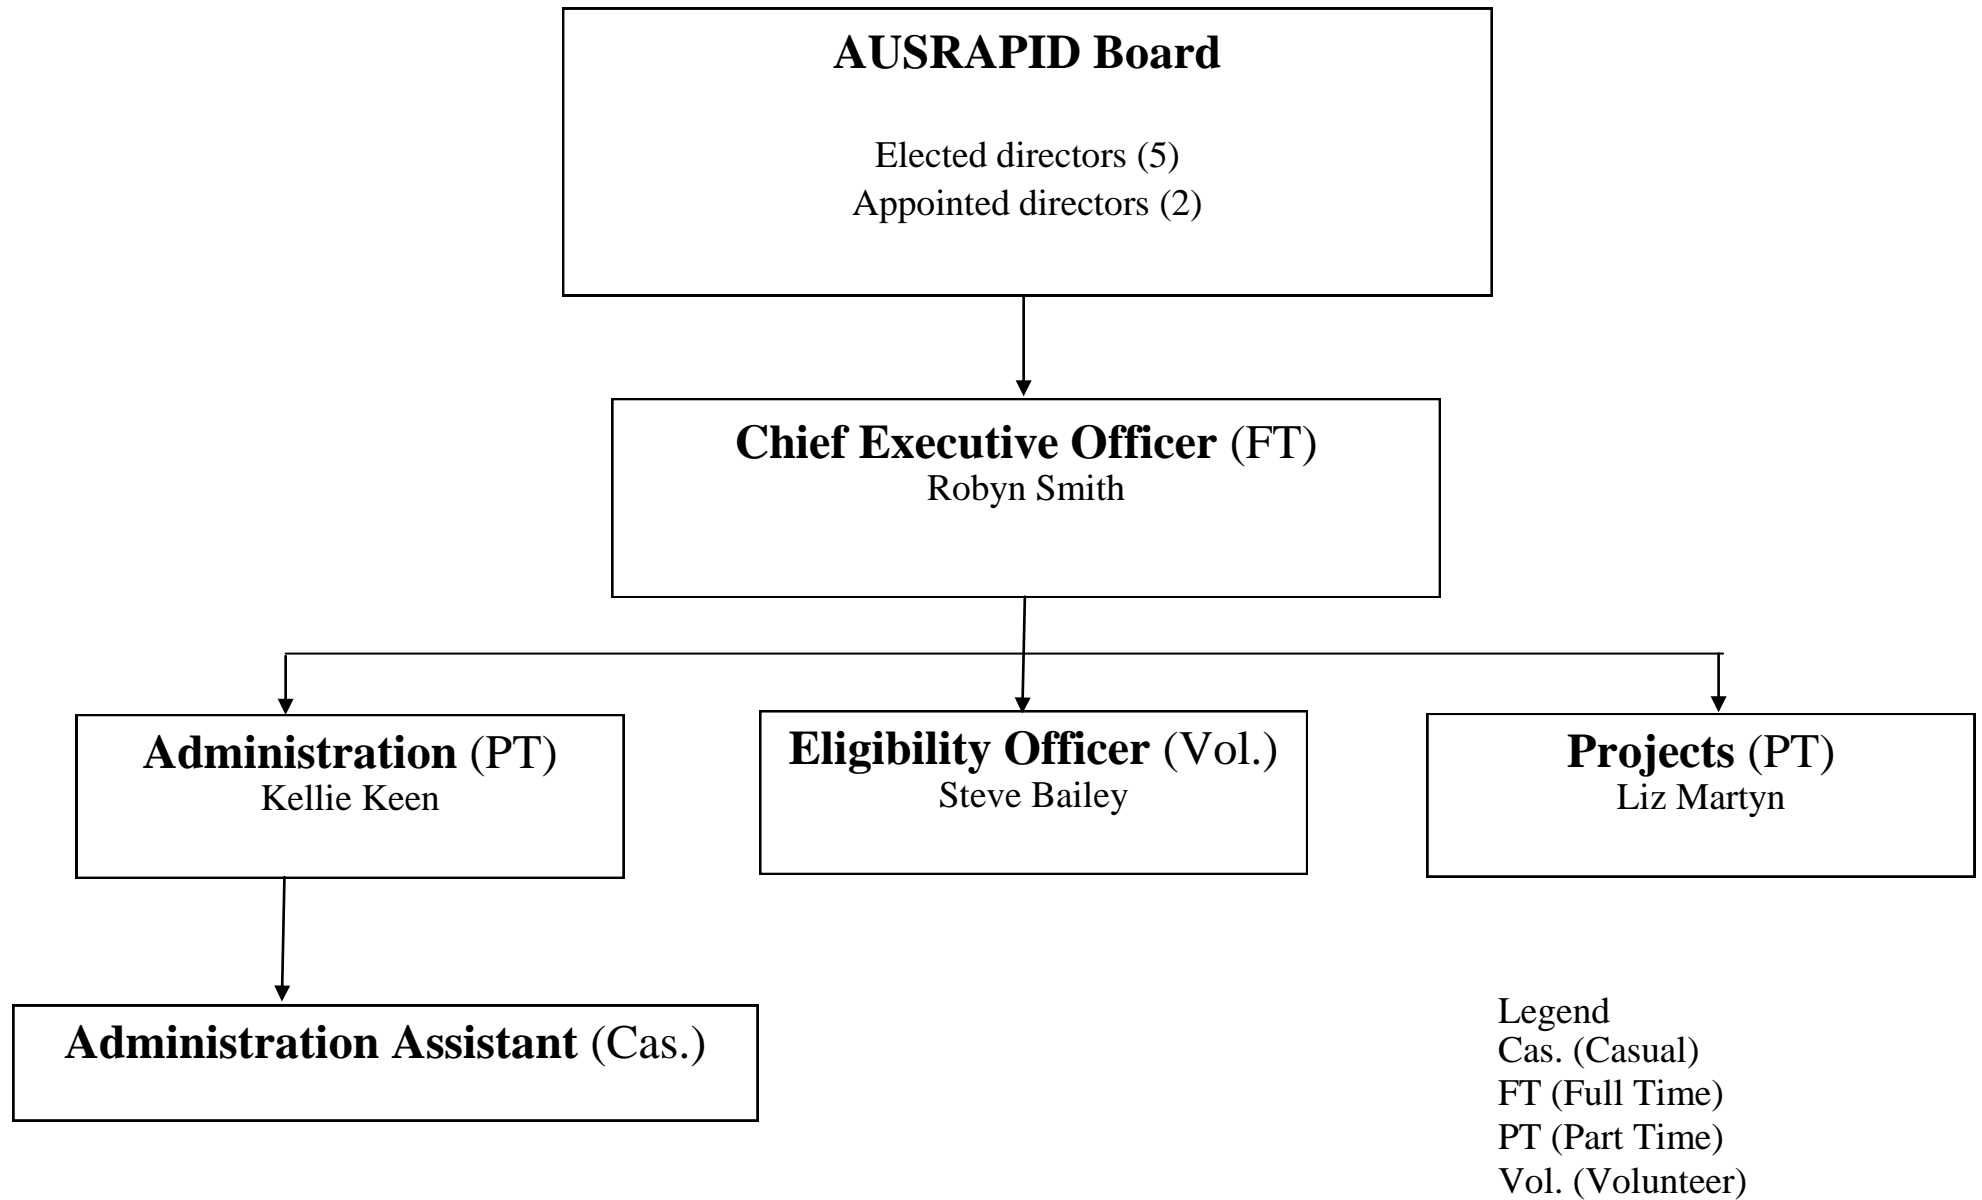 AUSRAPID Board
Elected directors (5)
Appointed directors (2)
Chief Executive Officer (FT)
Robyn Smith
Administration (PT)
Kellie Keen
Eligibility Officer (Vol.)
Steve Bailey
Projects (PT)
Liz Martyn
Administration Assistant (Cas.)
Legend
Cas. (Casual)
FT (Full Time)
PT (Part Time)
Vol. (Volunteer)